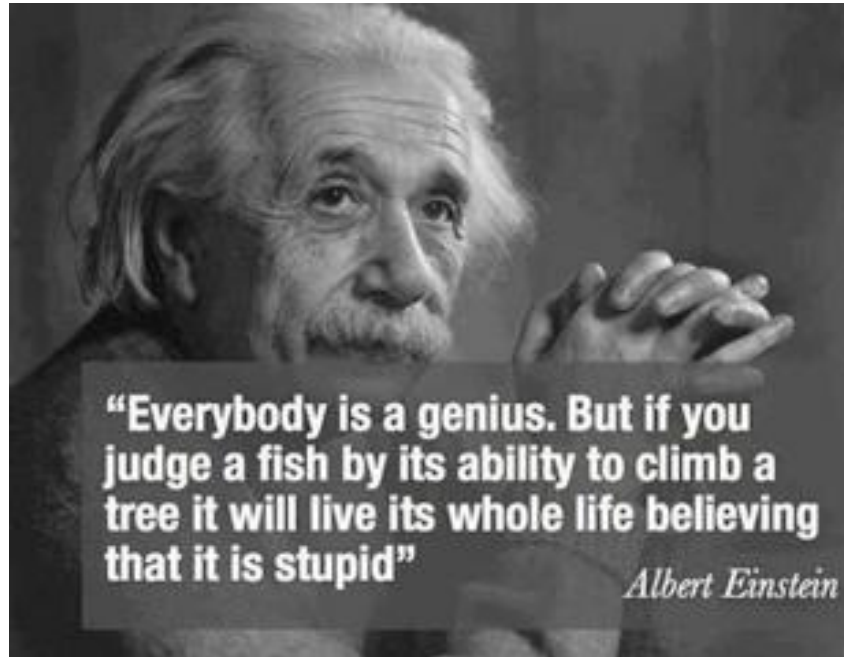 “Everybody is a genius. But if you
judge a fish by its ability to climb a
tree it will live its whole life believing
that it is stupid”
Albert Einstein